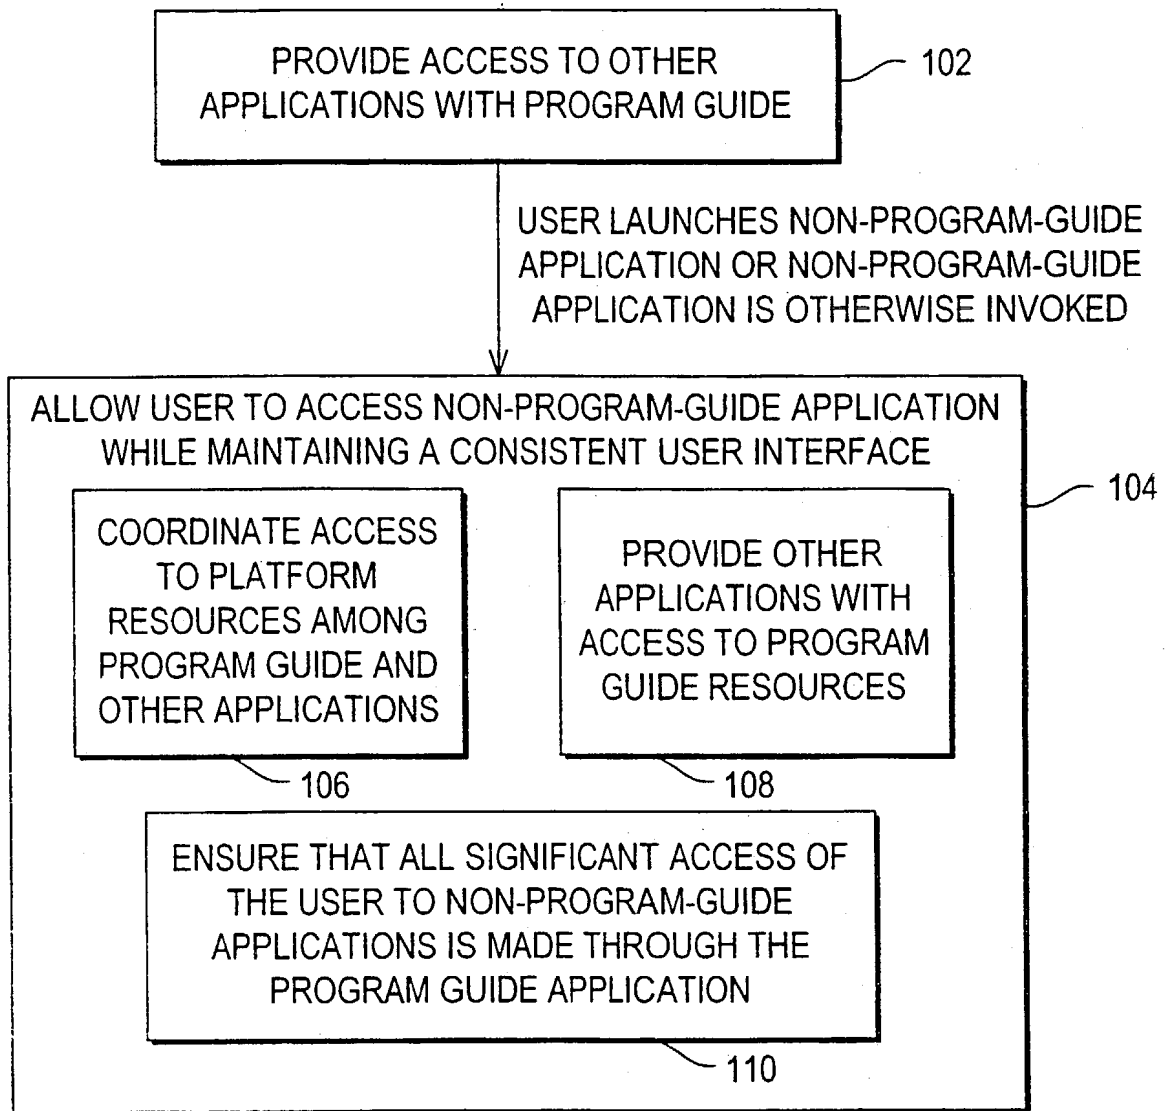 PROVIDE ACCESS TO OTHER
APPLICATIONS WITH PROGRAM GUIDE
102
USER LAUNCHES NON-PROGRAM-GUIDE
APPLICATION OR NON-PROGRAM-GUIDE
APPLICATION IS OTHERWISE INVOKED
ALLOW USER TO ACCESS NON-PROGRAM-GUIDE APPLICATION
WHILE MAINTAINING A CONSISTENT USER INTERFACE
104
COORDINATE ACCESS
TO PLATFORM
RESOURCES AMONG
PROGRAM GUIDE AND
OTHER APPLICATIONS
106
PROVIDE OTHER
APPLICATIONS WITH
ACCESS TO PROGRAM
GUIDE RESOURCES
108
ENSURE THAT ALL SIGNIFICANT ACCESS OF
THE USER TO NON-PROGRAM-GUIDE
APPLICATIONS IS MADE THROUGH THE
PROGRAM GUIDE APPLICATION
110